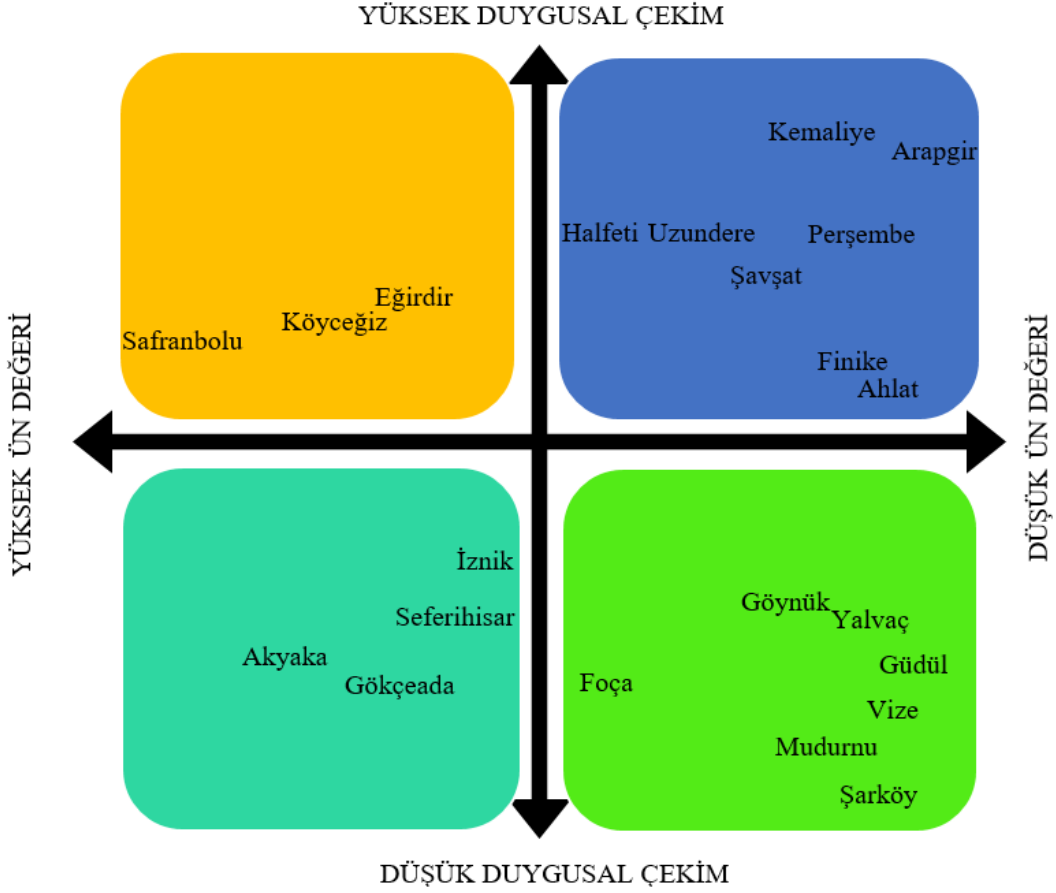 YÜKSEK DUYGUSAL ÇEKİM
Kemaliye
Arapgir
Halfeti Uzundere
Perşembe
Şavşat
Eğirdir
Köyceğiz
Safranbolu
Finike
Ahlat
YÜKSEK ÜN DEĞERİ
DÜŞÜK ÜN DEĞERİ
İznik
Seferihisar
Akyaka
Gökçeada
Göynük
Yalvaç
Güdül
Foça
Vize
Mudurnu
Şarköy
DÜŞÜK DUYGUSAL ÇEKİM